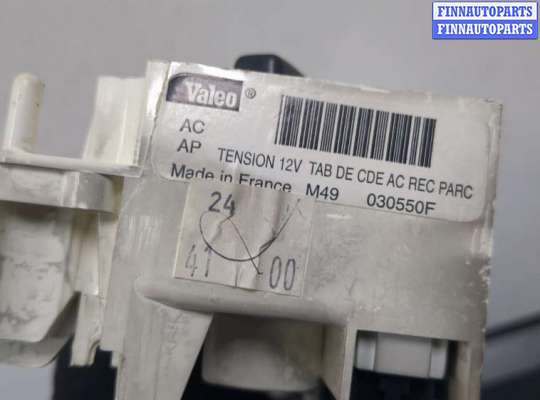 FINNAUTOPARTS
FINNAUTOPARTS
Valeo ®
AC
AP TENSION 12V TAB DE CDE AC REC PARC
Made in France M49 030550F
24
41 00